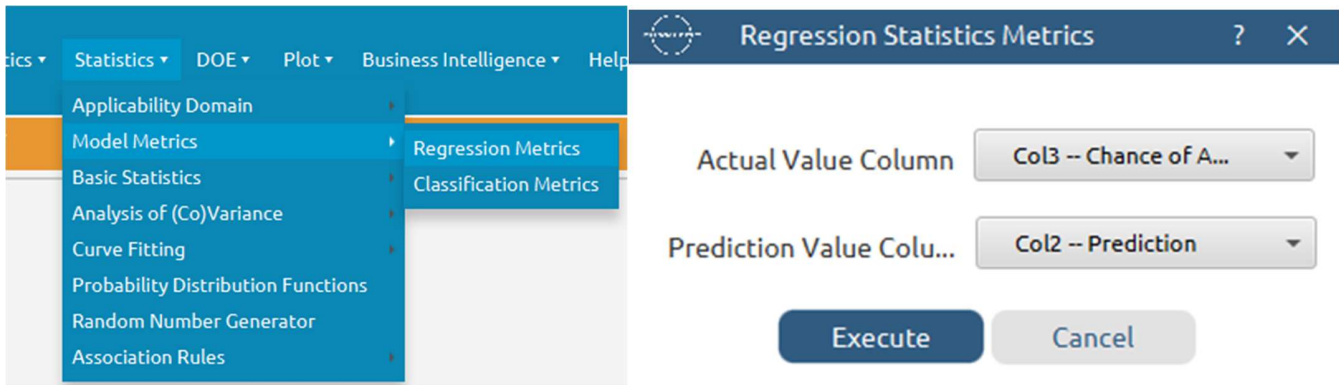 tics Statistics DOE Plot Business Intelligence Help
Applicability Domain
Model Metrics
Basic Statistics
Analysis of (Co)Variance
Curve Fitting
Probability Distribution Functions
Random Number Generator
Association Rules
Regression Metrics
Classification Metrics
Regression Statistics Metrics ? ×
Actual Value Column Col3 -- Chance of A...
Prediction Value Colu... Col2 -- Prediction
Execute Cancel